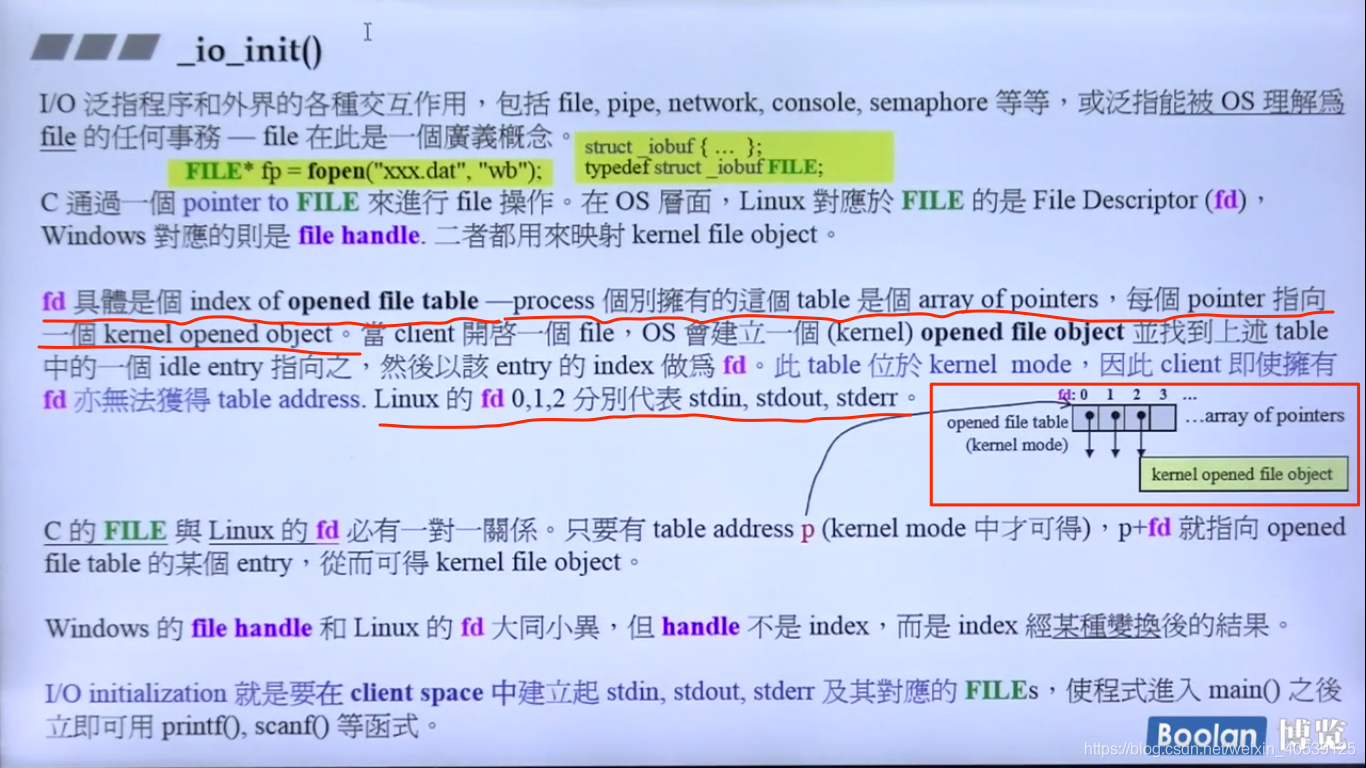 _io_init()
I/O 泛指程序和外界的各種交互作用，包括 file, pipe, network, console, semaphore 等等，或泛指能被 OS 理解爲
file 的任何事務 — file 在此是一個廣義概念。
struct _iobuf { … };
FILE* fp = fopen("xxx.dat", "wb");
typedef struct _iobuf FILE;
C 通過一個 pointer to FILE 來進行 file 操作。在 OS 層面，Linux 對應於 FILE 的是 File Descriptor (fd)，
Windows 對應的則是 file handle. 二者都用來映射 kernel file object。
fd 具體是個 index of opened file table —process 個別擁有的這個 table 是個 array of pointers，每個 pointer 指向
一個 kernel opened object。當 client 開啓一個 file，OS 會建立一個 (kernel) opened file object 並找到上述 table
中的一個 idle entry 指向之，然後以該 entry 的 index 做爲 fd。此 table 位於 kernel mode，因此 client 即使擁有
fd 亦無法獲得 table address. Linux 的 fd 0,1,2 分別代表 stdin, stdout, stderr。
fd: 0 1 2 3 ...
opened file table
(kernel mode)
…array of pointers
kernel opened file object
C 的 FILE 與 Linux 的 fd 必有一對一關係。只要有 table address p (kernel mode 中才可得)，p+fd 就指向 opened
file table 的某個 entry，從而可得 kernel file object。
Windows 的 file handle 和 Linux 的 fd 大同小異，但 handle 不是 index，而是 index 經某種變換後的結果。
I/O initialization 就是要在 client space 中建立起 stdin, stdout, stderr 及其對應的 FILEs，使程式進入 main() 之後
立即可用 printf(), scanf() 等函式。
Boolan 博览